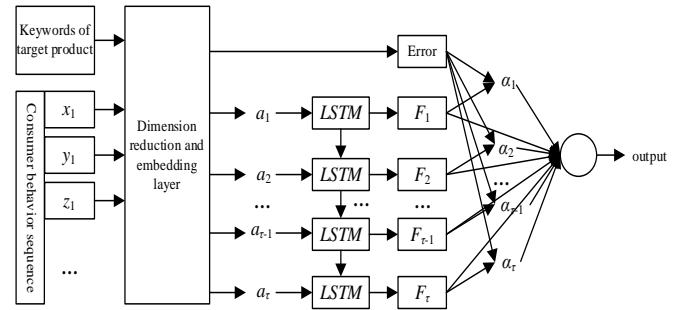 Keywords of
target product
Consumer behavior sequence
x1
y1
z1
...
Dimension
reduction and
embedding
layer
a1
a2
...
aτ-1
aτ
LSTM
LSTM
...
LSTM
LSTM
Error
F1
F2
...
Fτ-1
Fτ
α1
α2
...
ατ-1
ατ
output